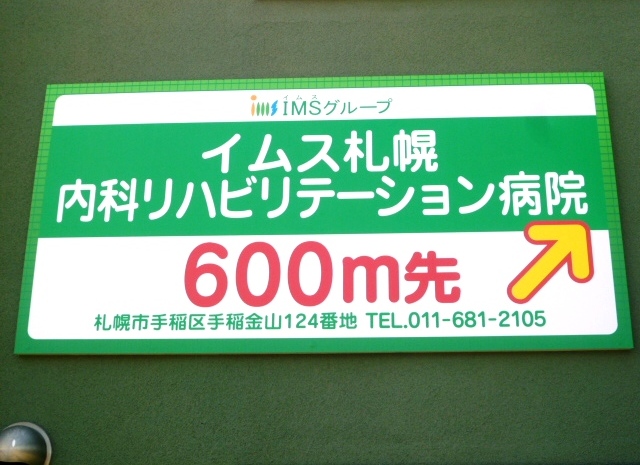 イムス
ims IMSグループ
イムス札幌
内科リハビリテーション病院
600m先
札幌市手稲区手稲金山124番地 TEL.011-681-2105